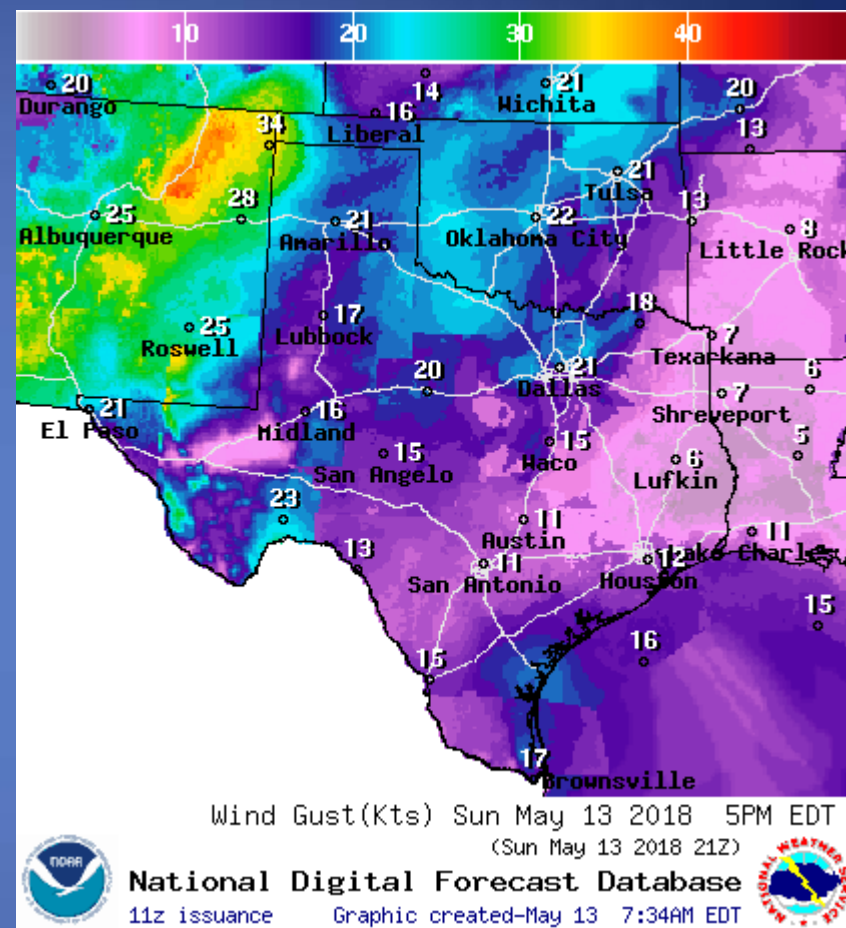 10 20 30 40
20 14 21 20
Durango Wichita
16
Liberal 13
34
21
Tulsa
25 28 21 22 13 8
Albuquerque Amarillo Oklahoma City Little Rock
25 17 18
Roswell Lubbock 7
Texarkana
20 21 6
Dallas 7
21 16 Shreveport
El Paso Midland
15 15 6 5
San Angelo Waco Lufkin
23 11 11
Austin Lake Charles
13 11 12
San Antonio Houston
15
16
15
17
Brownsville
Wind Gust(Kts) Sun May 13 2018 5PM EDT
(Sun May 13 2018 21Z)
NOAA
National Digital Forecast Database
11z issuance Graphic created-May 13 7:34AM EDT
NATIONAL WEATHER SERVICE